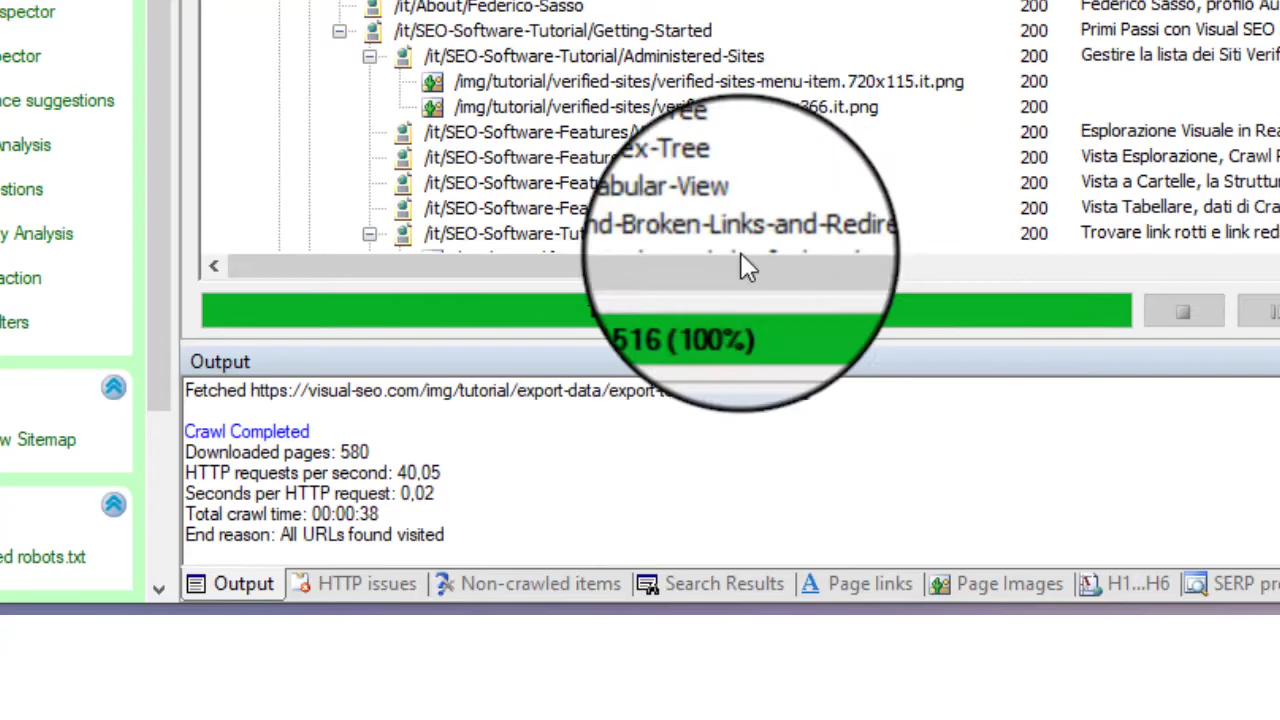 spector
pector
nce suggestions
Analysis
estions
y Analysis
action
lters
w Sitemap
ed robots.txt
/it/About/Federico-Sasso 200 Federico Sasso, profilo Au
/it/SEO-Software-Tutorial/Getting-Started 200 Primi Passi con Visual SEO
/it/SEO-Software-Tutorial/Administered-Sites 200 Gestire la lista dei Siti Verif
/img/tutorial/verified-sites/verified-sites-menu-item.720x115.it.png 200
/img/tutorial/verified-sites/ 366.it.png 200
/it/SEO-Software-Features/ 200 Esplorazione Visuale in Rea
/it/SEO-Software-Featur 200 Vista Esplorazione, Crawl P
/it/SEO-Software-Feat 200 Vista a Cartelle, la Struttur
/it/SEO-Software-Fea 200 Vista Tabellare, dati di Cra
/it/SEO-Software-Tu 200 Trovare link rotti e link redi
ree
ex-Tree
abular-View
nd-Broken-Links-and-Redire
516 (100%)
Output
Fetched https://visual-seo.com/img/tutorial/export-data/export-t
Crawl Completed
Downloaded pages: 580
HTTP requests per second: 40,05
Seconds per HTTP request: 0,02
Total crawl time: 00:00:38
End reason: All URLs found visited
Output HTTP issues Non-crawled items Search Results Page links Page Images H1...H6 SERP pr